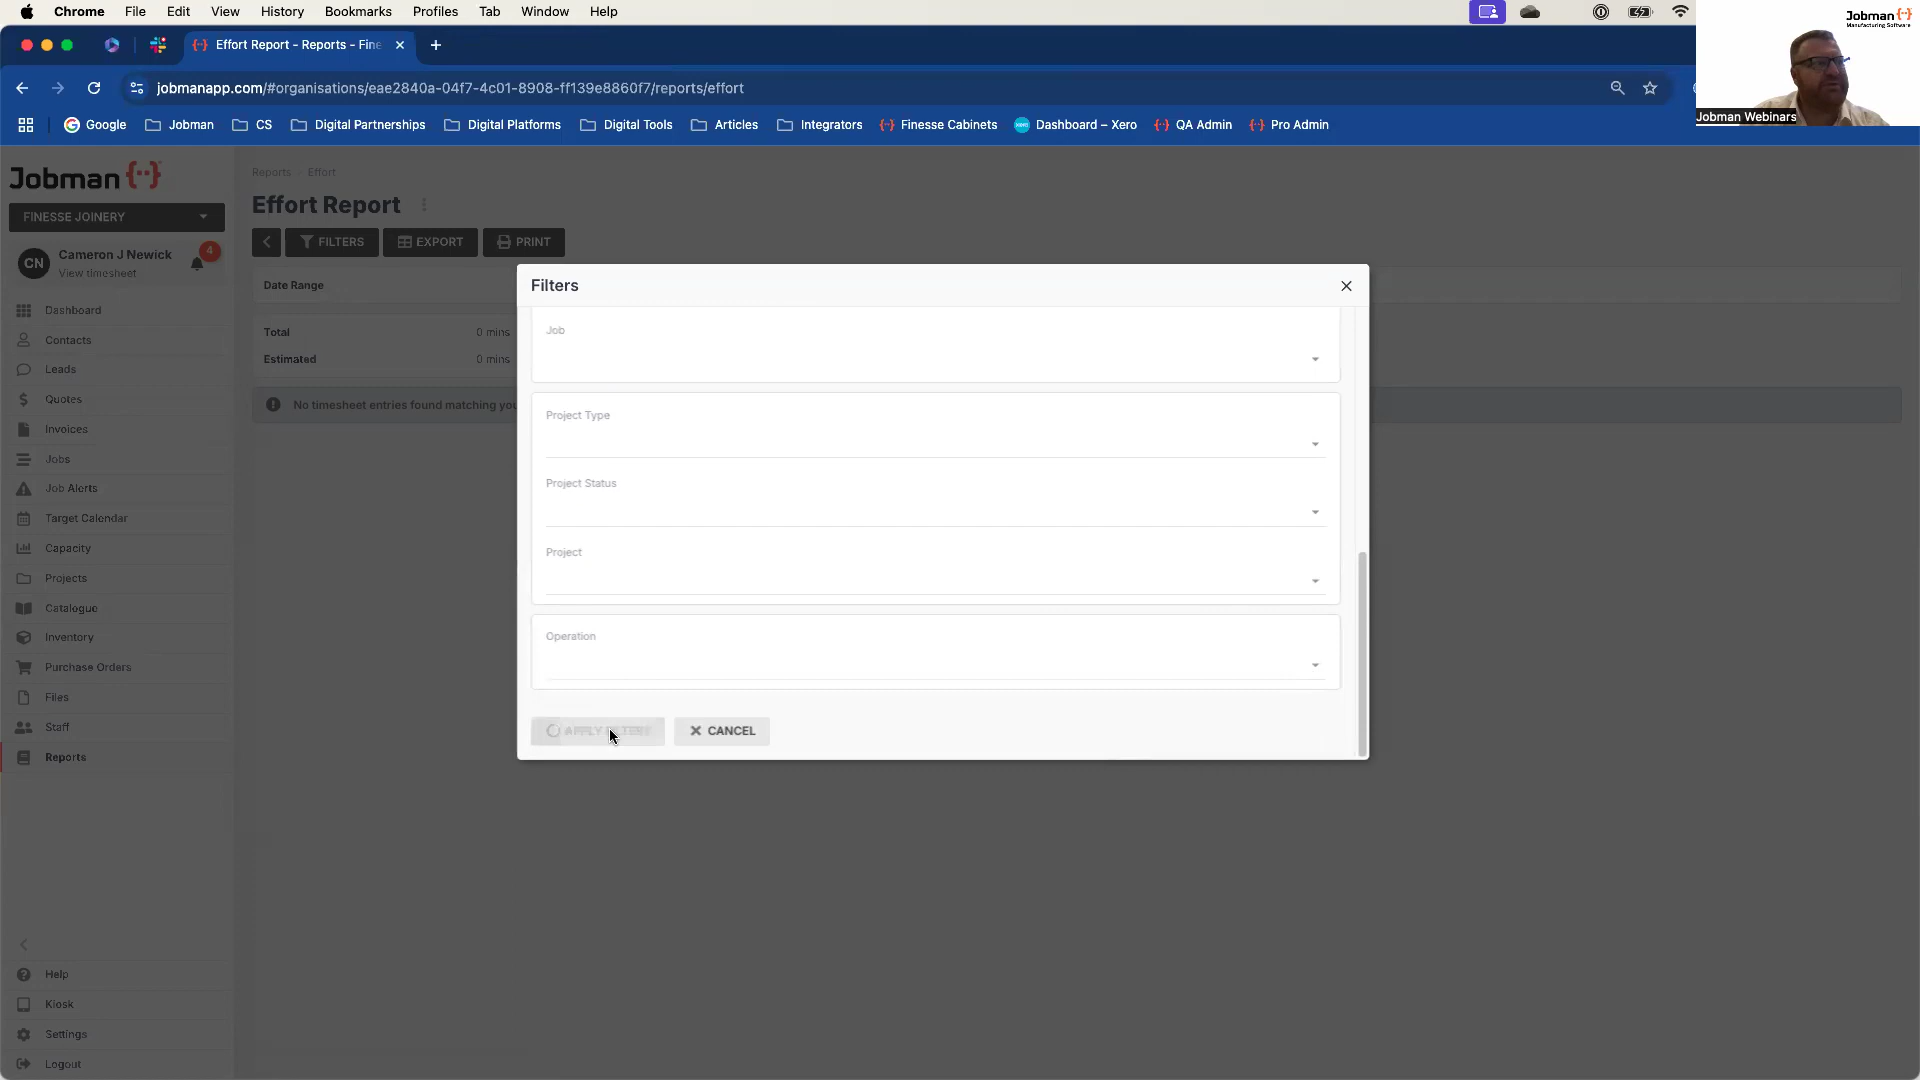 Chrome File Edit View History Bookmarks Profiles Tab Window Help
Effort Report - Reports - Fine
jobmanapp.com/#organisations/eae2840a-04f7-4c01-8908-ff139e8860f7/reports/effort
Google Jobman CS Digital Partnerships Digital Platforms Digital Tools Articles Integrators Finesse Cabinets Dashboard – Xero QA Admin Pro Admin
Jobman
Manufacturing Software
Jobman Webinars
Jobman
FINESSE JOINERY
CN
Cameron J Newick
View timesheet
4
Dashboard
Contacts
Leads
Quotes
Invoices
Jobs
Job Alerts
Target Calendar
Capacity
Projects
Catalogue
Inventory
Purchase Orders
Files
Staff
Reports
Help
Kiosk
Settings
Logout
Reports Effort
Effort Report
FILTERS EXPORT PRINT
Date Range
Total 0 mins
Estimated 0 mins
No timesheet entries found matching you
Filters
Job
Project Type
Project Status
Project
Operation
APPLY FILTERS CANCEL